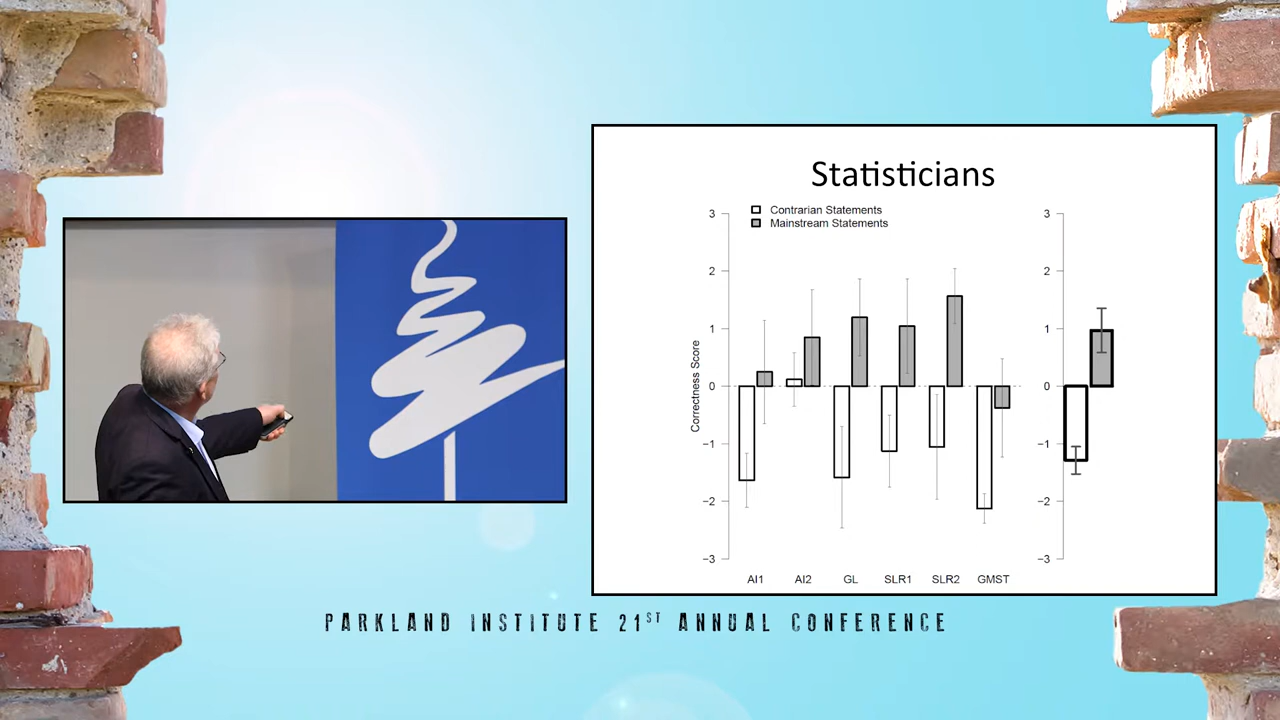 Statisticians
Contrarian Statements
Mainstream Statements
Correctness Score
3
2
1
0
−1
−2
−3
AI1 AI2 GL SLR1 SLR2 GMST
3
2
1
0
−1
−2
−3
PARKLAND INSTITUTE 21ST ANNUAL CONFERENCE